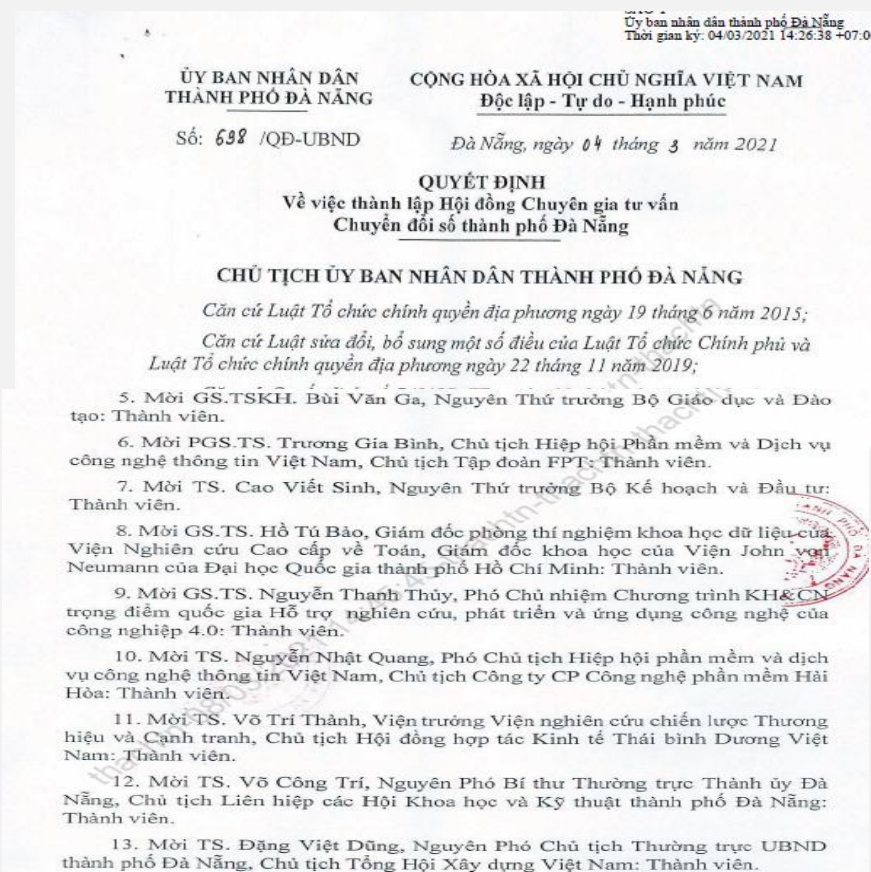 Ủy ban nhân dân thành phố Đà Nẵng
Thời gian ký: 04/03/2021 14:26:38 +07:0
ỦY BAN NHÂN DÂN
THÀNH PHỐ ĐÀ NẴNG
CỘNG HÒA XÃ HỘI CHỦ NGHĨA VIỆT NAM
Độc lập - Tự do - Hạnh phúc
Số: 698 /QĐ-UBND
Đà Nẵng, ngày 04 tháng 3 năm 2021
QUYẾT ĐỊNH
Về việc thành lập Hội đồng Chuyên gia tư vấn
Chuyển đổi số thành phố Đà Nẵng
CHỦ TỊCH ỦY BAN NHÂN DÂN THÀNH PHỐ ĐÀ NẴNG
Căn cứ Luật Tổ chức chính quyền địa phương ngày 19 tháng 6 năm 2015;
Căn cứ Luật sửa đổi, bổ sung một số điều của Luật Tổ chức Chính phủ và
Luật Tổ chức chính quyền địa phương ngày 22 tháng 11 năm 2019;
5. Mời GS.TSKH. Bùi Văn Ga, Nguyên Thứ trưởng Bộ Giáo dục và Đào
tạo: Thành viên.
6. Mời PGS.TS. Trương Gia Bình, Chủ tịch Hiệp hội Phần mềm và Dịch vụ
công nghệ thông tin Việt Nam, Chủ tịch Tập đoàn FPT: Thành viên.
7. Mời TS. Cao Viết Sinh, Nguyên Thứ trưởng Bộ Kế hoạch và Đầu tư:
Thành viên.
8. Mời GS.TS. Hồ Tú Bảo, Giám đốc phòng thí nghiệm khoa học dữ liệu của
Viện Nghiên cứu Cao cấp về Toán, Giám đốc khoa học của Viện John von
Neumann của Đại học Quốc gia thành phố Hồ Chí Minh: Thành viên.
9. Mời GS.TS. Nguyễn Thanh Thủy, Phó Chủ nhiệm Chương trình KH&CN
trọng điểm quốc gia Hỗ trợ nghiên cứu, phát triển và ứng dụng công nghệ của
công nghiệp 4.0: Thành viên.
10. Mời TS. Nguyễn Nhật Quang, Phó Chủ tịch Hiệp hội phần mềm và dịch
vụ công nghệ thông tin Việt Nam, Chủ tịch Công ty CP Công nghệ phần mềm Hài
Hòa: Thành viên.
11. Mời TS. Võ Trí Thành, Viện trưởng Viện nghiên cứu chiến lược Thương
hiệu và Cạnh tranh, Chủ tịch Hội đồng hợp tác Kinh tế Thái bình Dương Việt
Nam: Thành viên.
12. Mời TS. Võ Công Trí, Nguyên Phó Bí thư Thường trực Thành ủy Đà
Nẵng, Chủ tịch Liên hiệp các Hội Khoa học và Kỹ thuật thành phố Đà Nẵng:
Thành viên.
13. Mời TS. Đặng Việt Dũng, Nguyên Phó Chủ tịch Thường trực UBND
thành phố Đà Nẵng, Chủ tịch Tổng Hội Xây dựng Việt Nam: Thành viên.